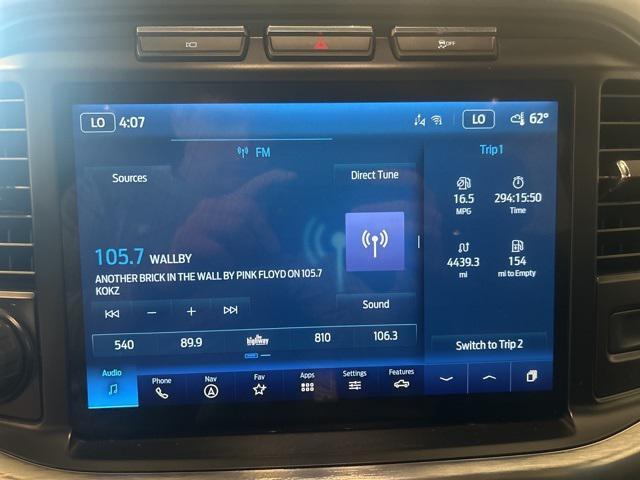 OFF
LO 4:07 LO 62°
FM Trip 1
Sources Direct Tune
16.5 294:15:50
MPG Time
105.7 WALLBY
ANOTHER BRICK IN THE WALL BY PINK FLOYD ON 105.7
KOKZ
4439.3 154
mi mi to Empty
Sound
540 89.9 the highway 810 106.3
Switch to Trip 2
Audio Phone Nav Fav Apps Settings Features